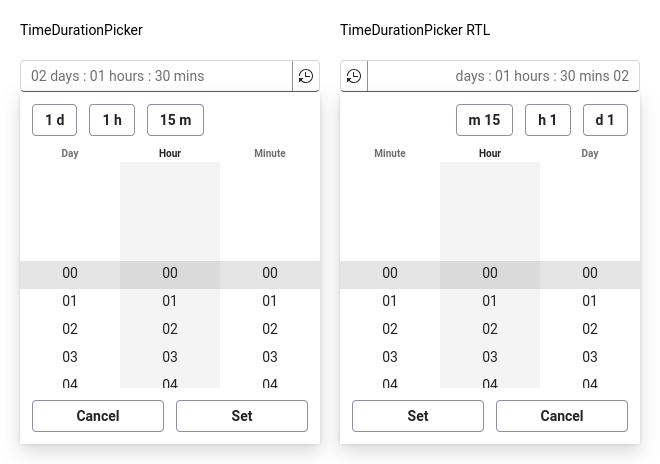 TimeDurationPicker
02 days : 01 hours : 30 mins
1 d 1 h 15 m
Day Hour Minute
00 00 00
01 01 01
02 02 02
03 03 03
04 04 04
Cancel Set
TimeDurationPicker RTL
days : 01 hours : 30 mins 02
m 15 h 1 d 1
Minute Hour Day
00 00 00
01 01 01
02 02 02
03 03 03
04 04 04
Set Cancel